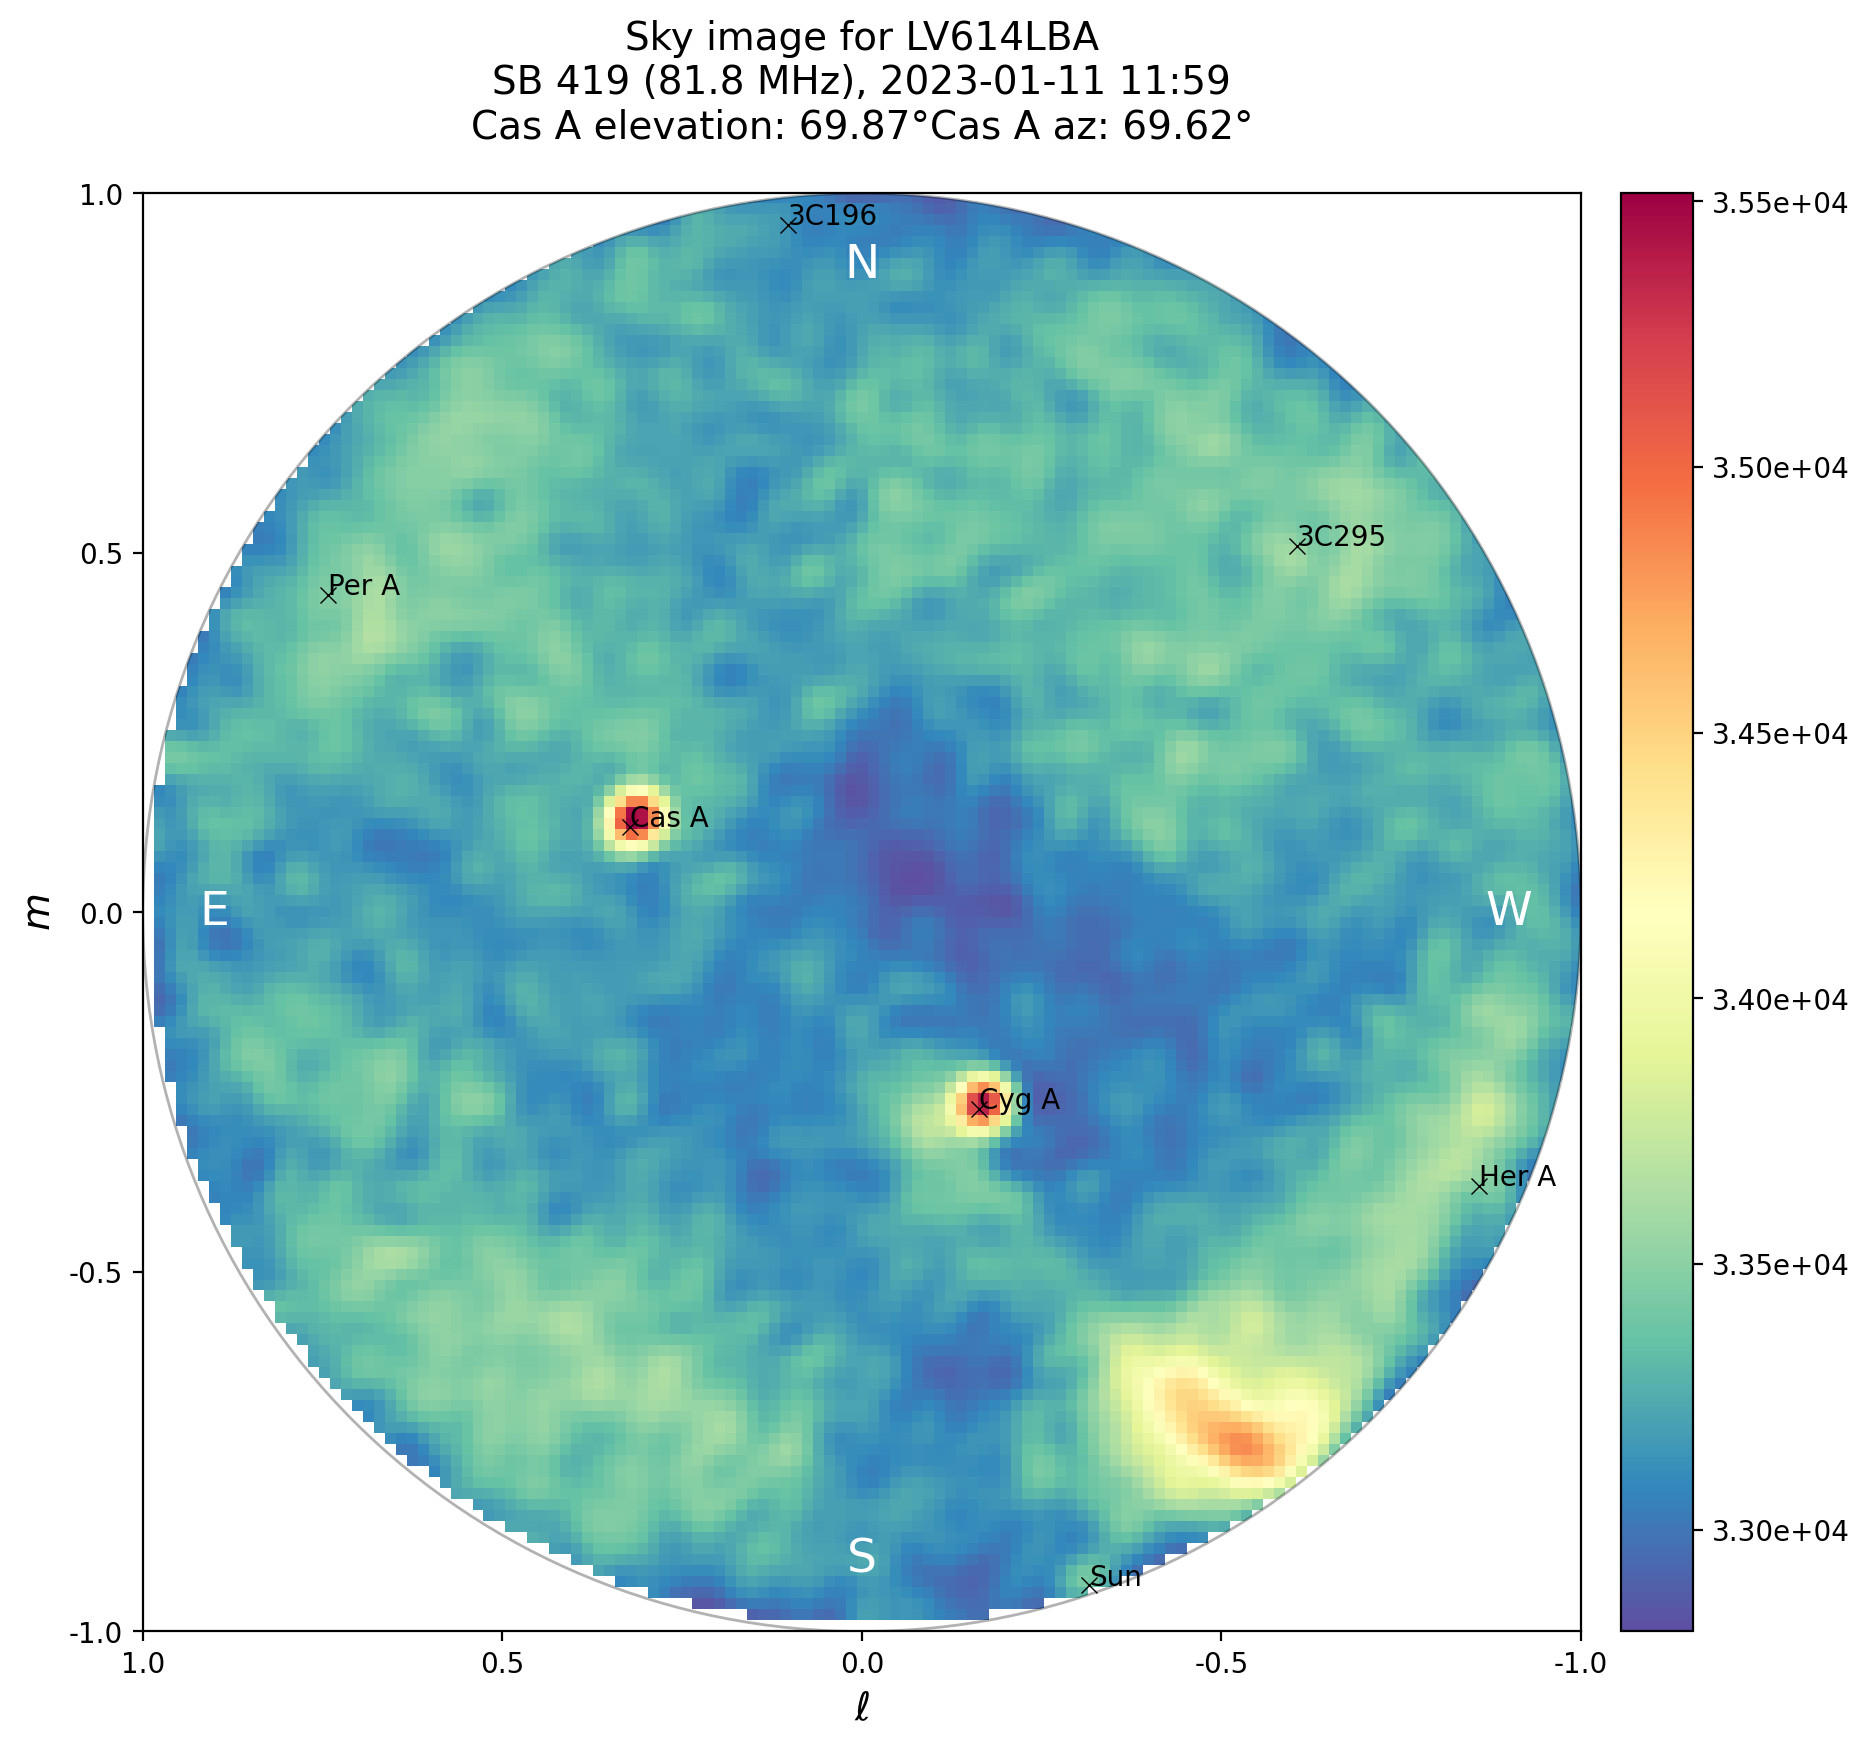 Sky image for LV614LBA
SB 419 (81.8 MHz), 2023-01-11 11:59
Cas A elevation: 69.87°Cas A az: 69.62°
1.0
3C196
N
3.55e+04
3.50e+04
0.5
3C295
Per A
3.45e+04
Cas A
m
0.0
E
W
3.40e+04
Cyg A
Her A
-0.5
3.35e+04
S
3.30e+04
Sun
-1.0
1.0
0.5
0.0
-0.5
-1.0
ℓ